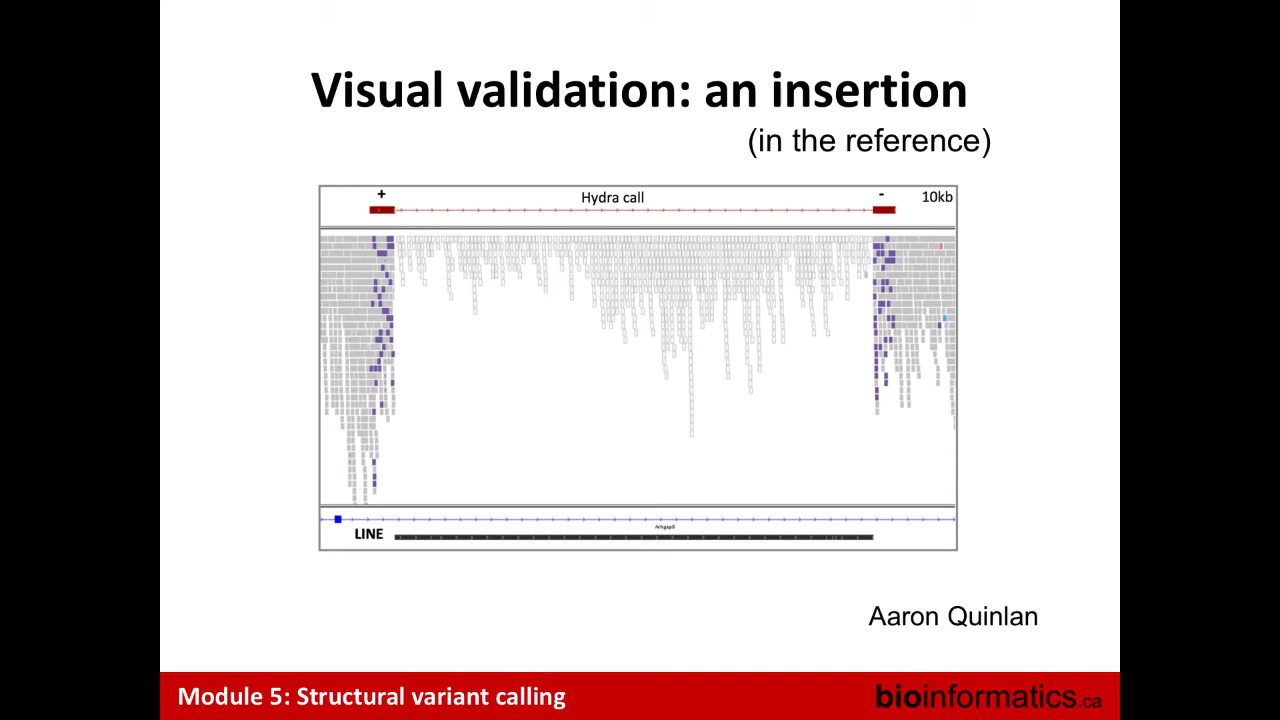 Visual validation: an insertion
(in the reference)
+ Hydra call - 10kb
LINE
Aaron Quinlan
Module 5: Structural variant calling
bioinformatics.ca